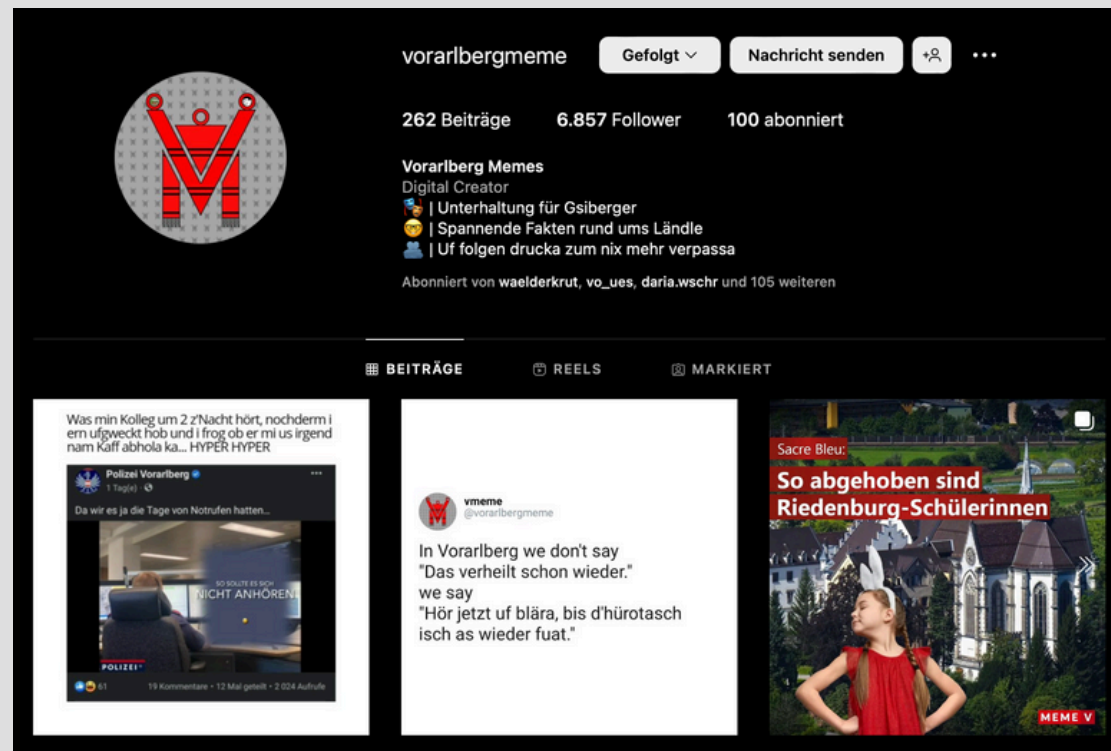 vorarlbergmeme
Gefolgt
Nachricht senden
262 Beiträge 6.857 Follower 100 abonniert
Vorarlberg Memes
Digital Creator
| Unterhaltung für Gsiberger
| Spannende Fakten rund ums Ländle
| Uf folgen drucka zum nix mehr verpassa
Abonniert von waelderkrut, vo_ues, daria.wschr und 105 weiteren
BEITRÄGE REELS MARKIERT
Was min Kolleg um 2 z'Nacht hört, nochderm i
ern ufgweckt hob und i frog ob er mi us irgend
nam Kaff abhola ka... HYPER HYPER
Polizei Vorarlberg
1 Tag(e)
Da wir es ja die Tage von Notrufen hatten...
SO SOLLTE ES SICH
NICHT ANHÖREN
POLIZEI
61 19 Kommentare • 12 Mal geteilt • 2 024 Aufrufe
vmeme
@vorarlbergmeme
In Vorarlberg we don't say
"Das verheilt schon wieder."
we say
"Hör jetzt uf blära, bis d'hürotasch
isch as wieder fuat."
Sacre Bleu:
So abgehoben sind
Riedenburg-Schülerinnen
MEME V